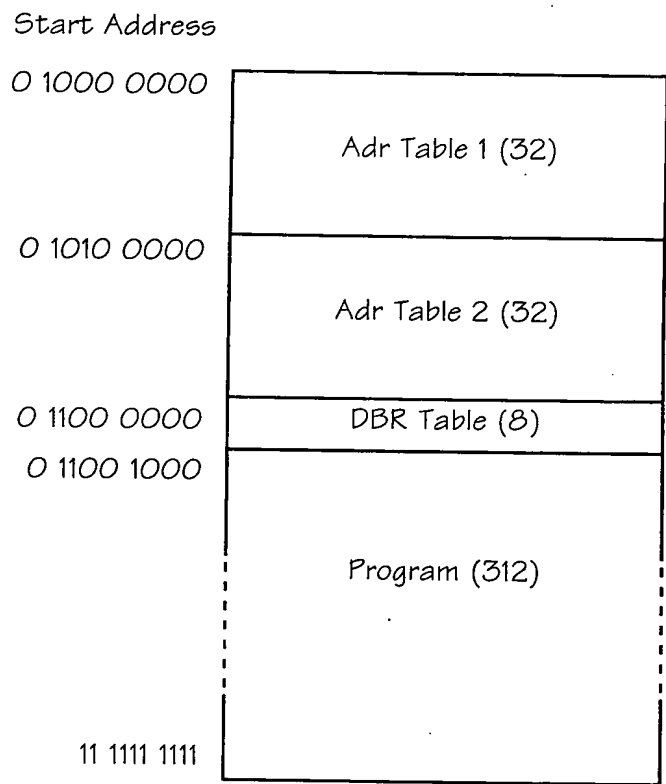 Start Address
0 1000 0000
Adr Table 1 (32)
0 1010 0000
Adr Table 2 (32)
0 1100 0000
DBR Table (8)
0 1100 1000
Program (312)
11 1111 1111